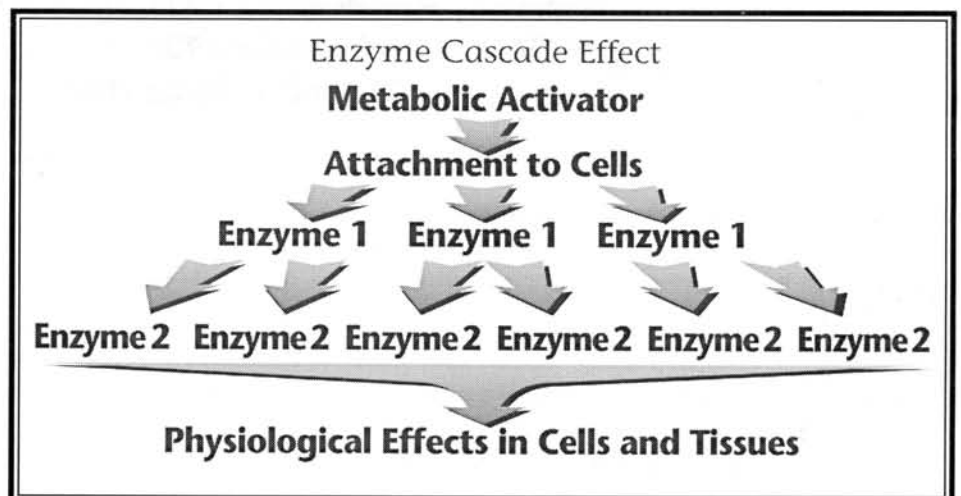 Enzyme Cascade Effect
Metabolic Activator
Attachment to Cells
Enzyme 1 Enzyme 1 Enzyme 1
Enzyme 2 Enzyme 2 Enzyme 2 Enzyme 2 Enzyme 2 Enzyme 2
Physiological Effects in Cells and Tissues